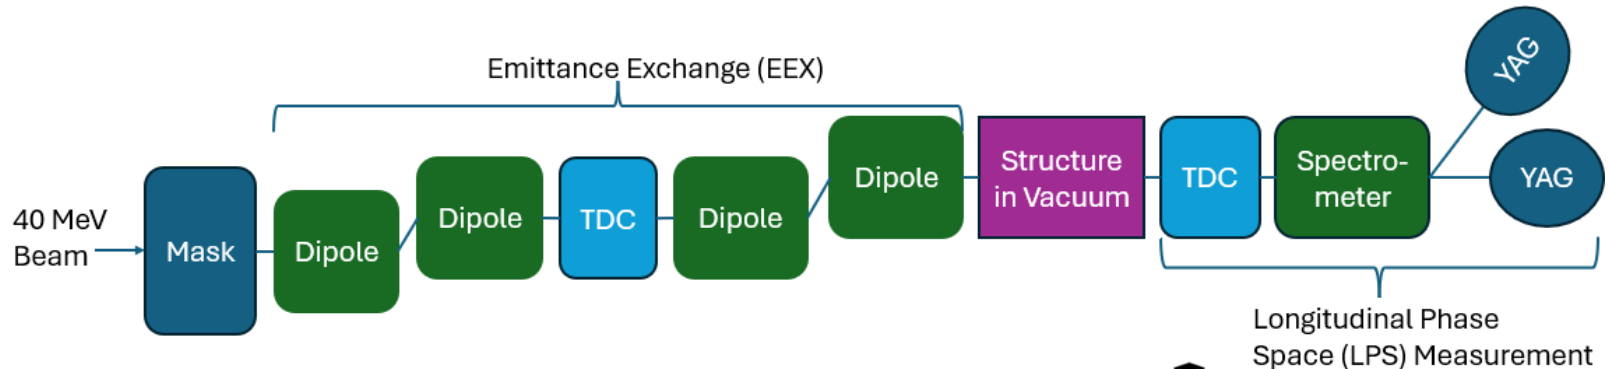 Emittance Exchange (EEX)
40 MeV
Beam
Mask
Dipole
Dipole
TDC
Dipole
Dipole
Structure
in Vacuum
TDC
Spectro-
meter
YAG
YAG
Longitudinal Phase
Space (LPS) Measurement